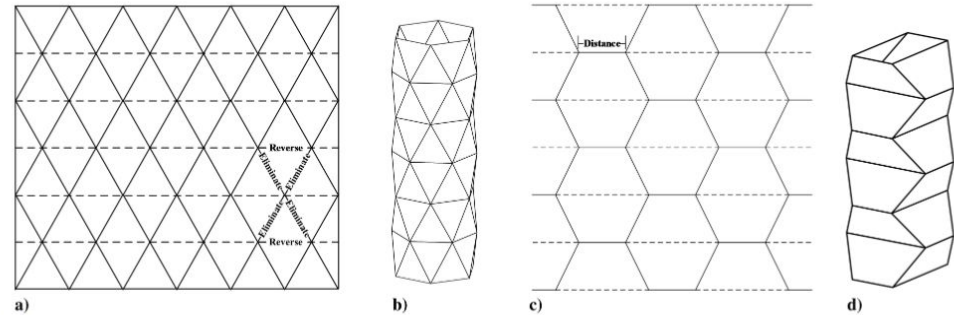 Distance
Reverse
Eliminate
Eliminate
Eliminate
Eliminate
Reverse
a)
b)
c)
d)